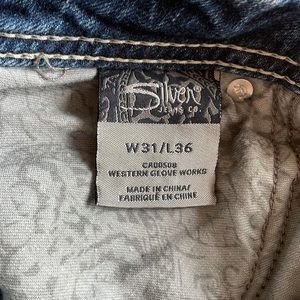 Silver
JEANS CO.
W31/L36
CA00508
WESTERN GLOVE WORKS
MADE IN CHINA/
FABRIQUÉ EN CHINE